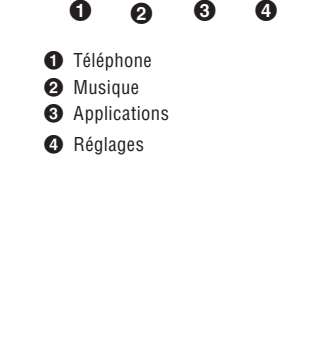 ❶ ❷ ❸ ❹
❶ Téléphone
❷ Musique
❸ Applications
❹ Réglages